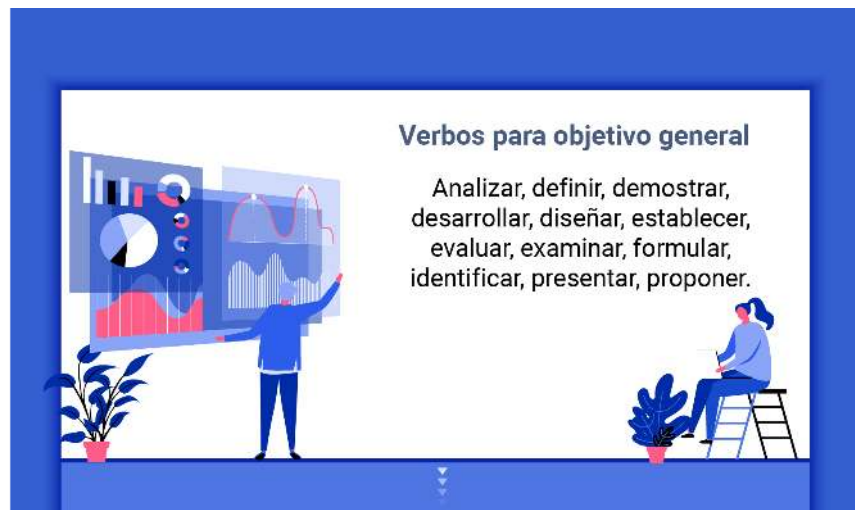 Verbos para objetivo general
Analizar, definir, demostrar,
desarrollar, diseñar, establecer,
evaluar, examinar, formular,
identificar, presentar, proponer.